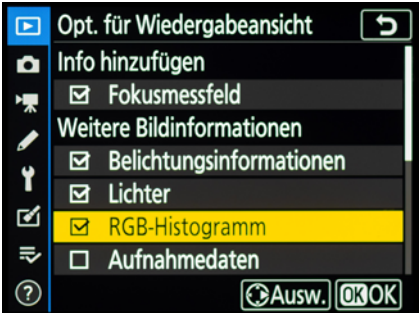 Opt. für Wiedergabeansicht
Info hinzufügen
Fokusmessfeld
Weitere Bildinformationen
Belichtungsinformationen
Lichter
RGB-Histogramm
Aufnahmedaten
?
Ausw. OK OK